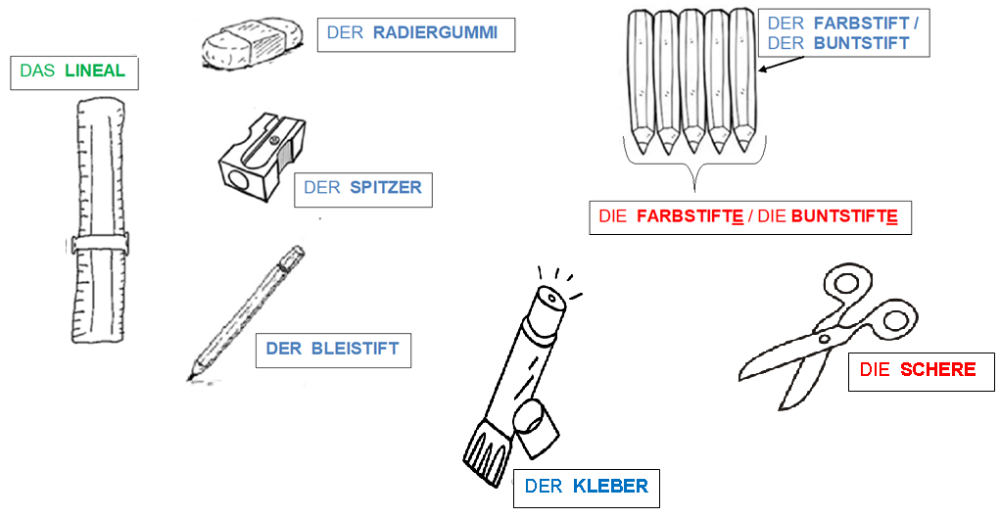 DER RADIERGUMMI
DER FARBSTIFT /
DER BUNTSTIFT
DAS LINEAL
DER SPITZER
DIE FARBSTIFTE / DIE BUNTSTIFTE
DER BLEISTIFT
DIE SCHERE
DER KLEBER